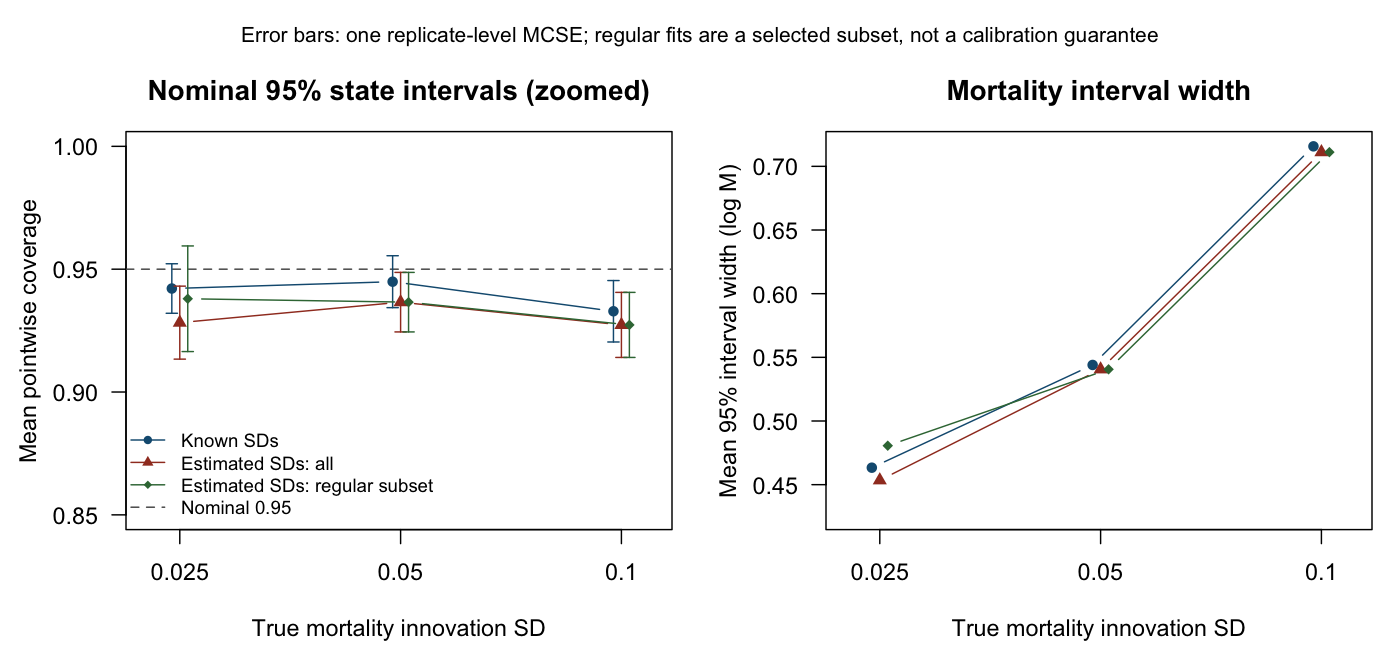 Error bars: one replicate-level MCSE; regular fits are a selected subset, not a calibration guarantee
Nominal 95% state intervals (zoomed)
Mean pointwise coverage
1.00
0.95
0.90
0.85
Known SDs
Estimated SDs: all
Estimated SDs: regular subset
Nominal 0.95
0.025
0.05
0.1
True mortality innovation SD
Mortality interval width
Mean 95% interval width (log M)
0.70
0.65
0.60
0.55
0.50
0.45
0.025
0.05
0.1
True mortality innovation SD